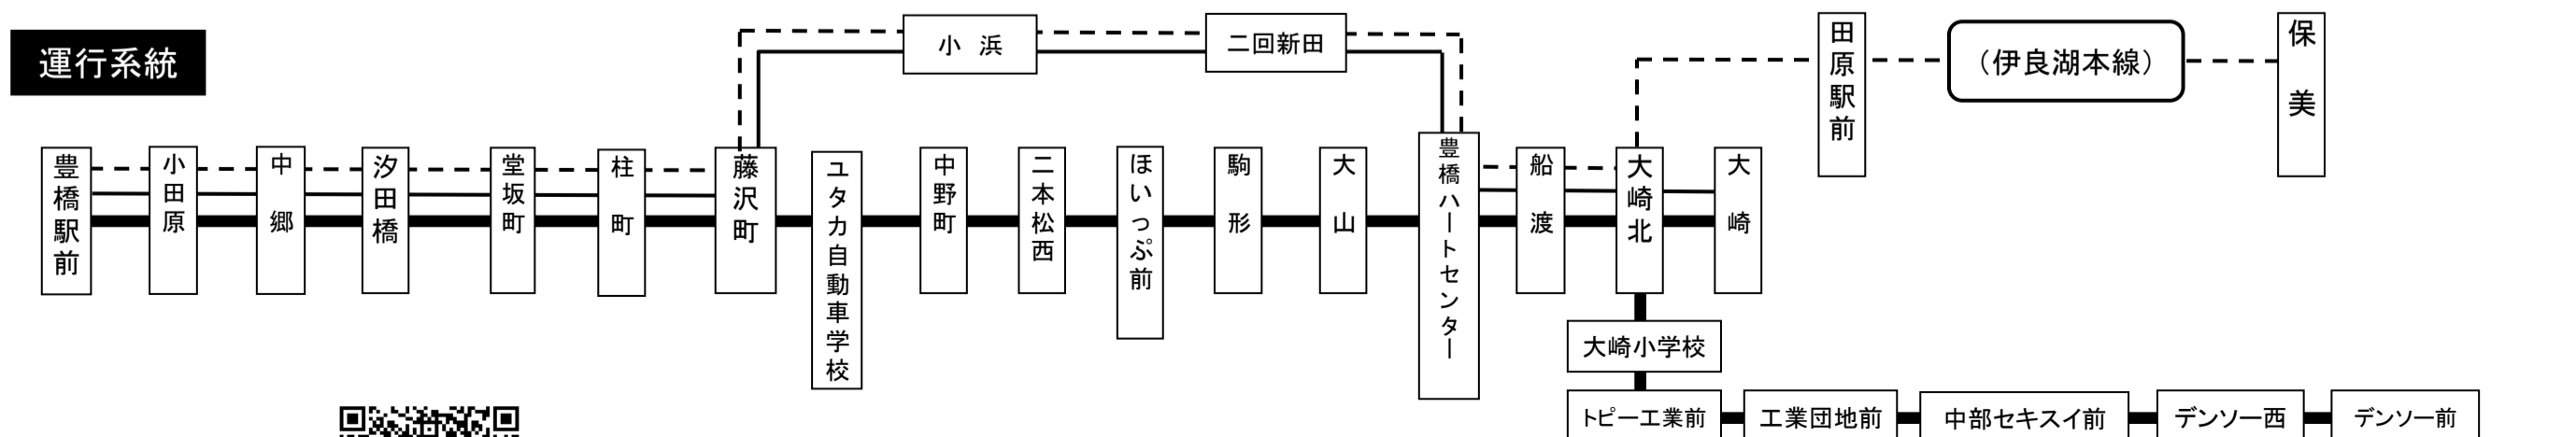 運行系統
小浜
二回新田
田原駅前
（伊良湖本線）
保美
豊橋駅前
小田原
中郷
汐田橋
堂坂町
柱町
藤沢町
ユタカ自動車学校
中野町
二本松西
ほいっぷ前
駒形
大山
豊橋ハートセンター
船渡
大崎北
大崎
大崎小学校
トピー工業前
工業団地前
中部セキスイ前
デンソー西
デンソー前